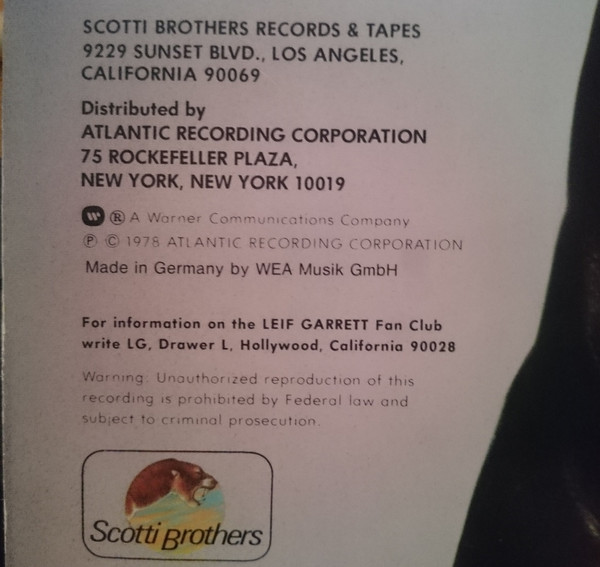 SCOTTI BROTHERS RECORDS & TAPES
9229 SUNSET BLVD., LOS ANGELES,
CALIFORNIA 90069
Distributed by
ATLANTIC RECORDING CORPORATION
75 ROCKEFELLER PLAZA,
NEW YORK, NEW YORK 10019
® A Warner Communications Company
℗ © 1978 ATLANTIC RECORDING CORPORATION
Made in Germany by WEA Musik GmbH
For information on the LEIF GARRETT Fan Club
write LG, Drawer L, Hollywood, California 90028
Warning: Unauthorized reproduction of this
recording is prohibited by Federal law and
subject to criminal prosecution.
Scotti Brothers